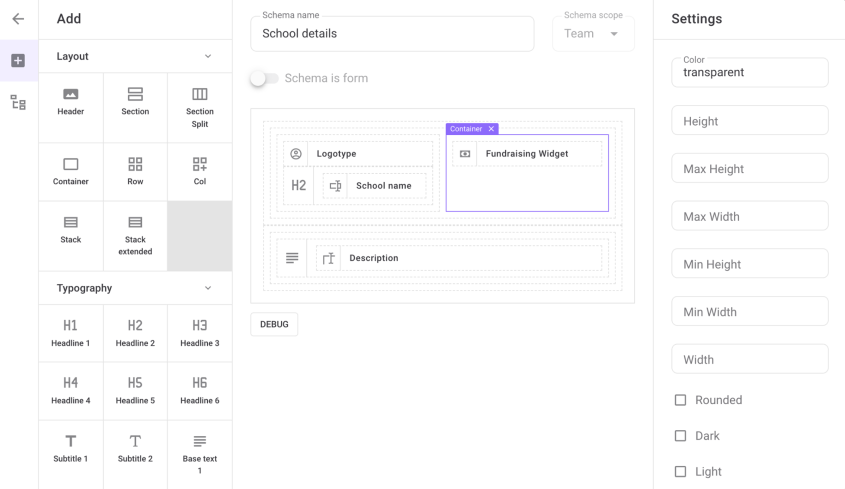 Add
Layout
Header
Section
Section
Split
Container
Row
Col
Stack
Stack
extended
Typography
H1
Headline 1
H2
Headline 2
H3
Headline 3
H4
Headline 4
H5
Headline 5
H6
Headline 6
T
Subtitle 1
T
Subtitle 2
Base text
1
Schema name
School details
Schema scope
Team
Schema is form
Container ×
Logotype
H2
School name
Fundraising Widget
Description
DEBUG
Settings
Color
transparent
Height
Max Height
Max Width
Min Height
Min Width
Width
Rounded
Dark
Light